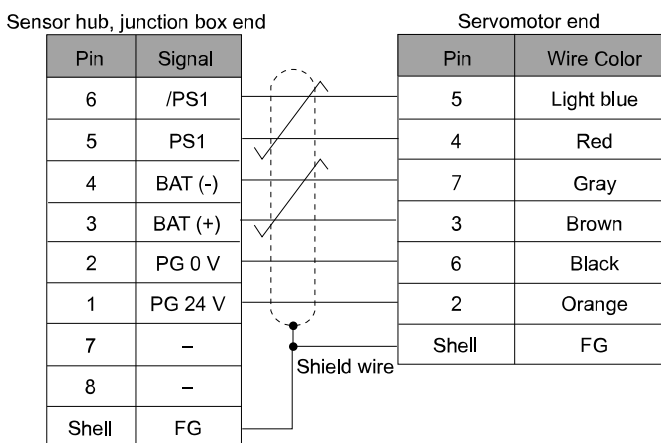 Sensor hub, junction box end
Servomotor end
Pin Signal Pin Wire Color
6 /PS1 5 Light blue
5 PS1 4 Red
4 BAT (-) 7 Gray
3 BAT (+) 3 Brown
2 PG 0 V 6 Black
1 PG 24 V 2 Orange
7 – Shell FG
Shield wire
8 –
Shell FG